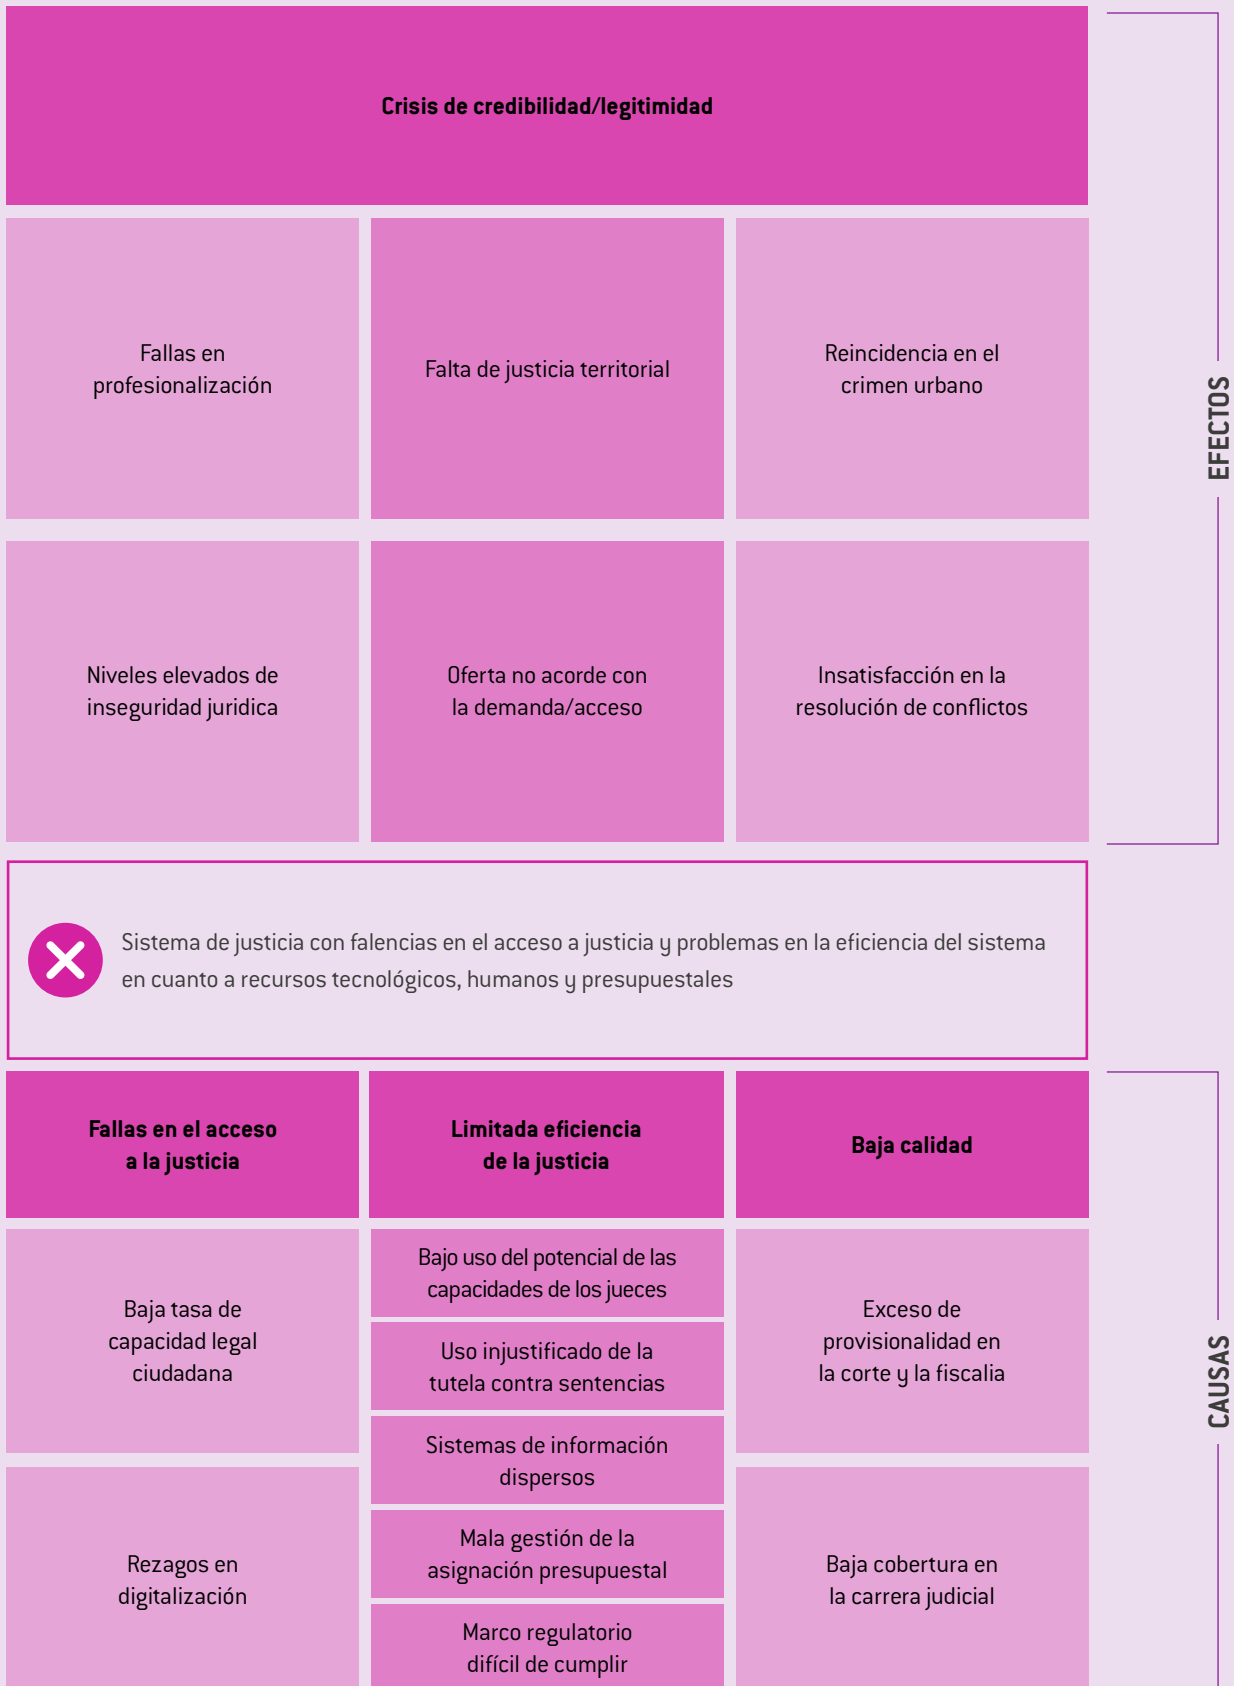 Crisis de credibilidad/legitimidad
Fallas en
profesionalización
Falta de justicia territorial
Reincidencia en el
crimen urbano
EFECTOS
Niveles elevados de
inseguridad juridica
Oferta no acorde con
la demanda/acceso
Insatisfacción en la
resolución de conflictos
Sistema de justicia con falencias en el acceso a justicia y problemas en la eficiencia del sistema
en cuanto a recursos tecnológicos, humanos y presupuestales
Fallas en el acceso
a la justicia
Limitada eficiencia
de la justicia
Baja calidad
Baja tasa de
capacidad legal
ciudadana
Rezagos en
digitalización
Bajo uso del potencial de las
capacidades de los jueces
Uso injustificado de la
tutela contra sentencias
Sistemas de información
dispersos
Mala gestión de la
asignación presupuestal
Marco regulatorio
difícil de cumplir
Exceso de
provisionalidad en
la corte y la fiscalia
Baja cobertura en
la carrera judicial
CAUSAS